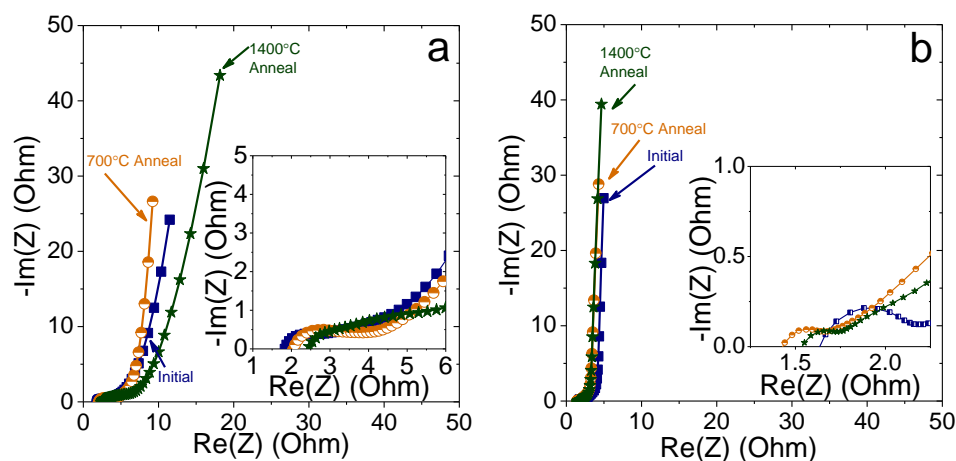 a
50
40
30
20
10
0
-Im(Z) (Ohm)
0 10 20 30 40 50
Re(Z) (Ohm)
1400°C
Anneal
700°C Anneal
Initial
5
4
3
2
1
0
-Im(Z) (Ohm)
1 2 3 4 5 6
Re(Z) (Ohm)
b
50
40
30
20
10
0
-Im(Z) (Ohm)
0 10 20 30 40 50
Re(Z) (Ohm)
1400°C
Anneal
700°C Anneal
Initial
1.0
0.5
0.0
-Im(Z) (Ohm)
1.5 2.0
Re(Z) (Ohm)